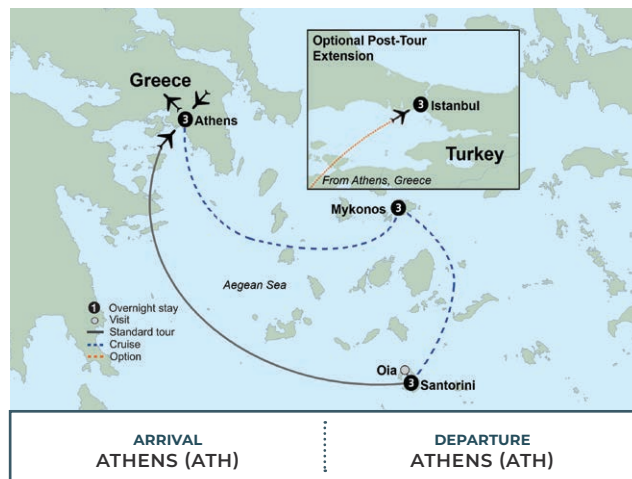 Optional Post-Tour
Extension
Greece
3 Istanbul
3 Athens
Turkey
From Athens, Greece
Mykonos 3
Aegean Sea
1 Overnight stay
Visit
Standard tour
Cruise
Option
Oia
3 Santorini
ARRIVAL
ATHENS (ATH)
DEPARTURE
ATHENS (ATH)